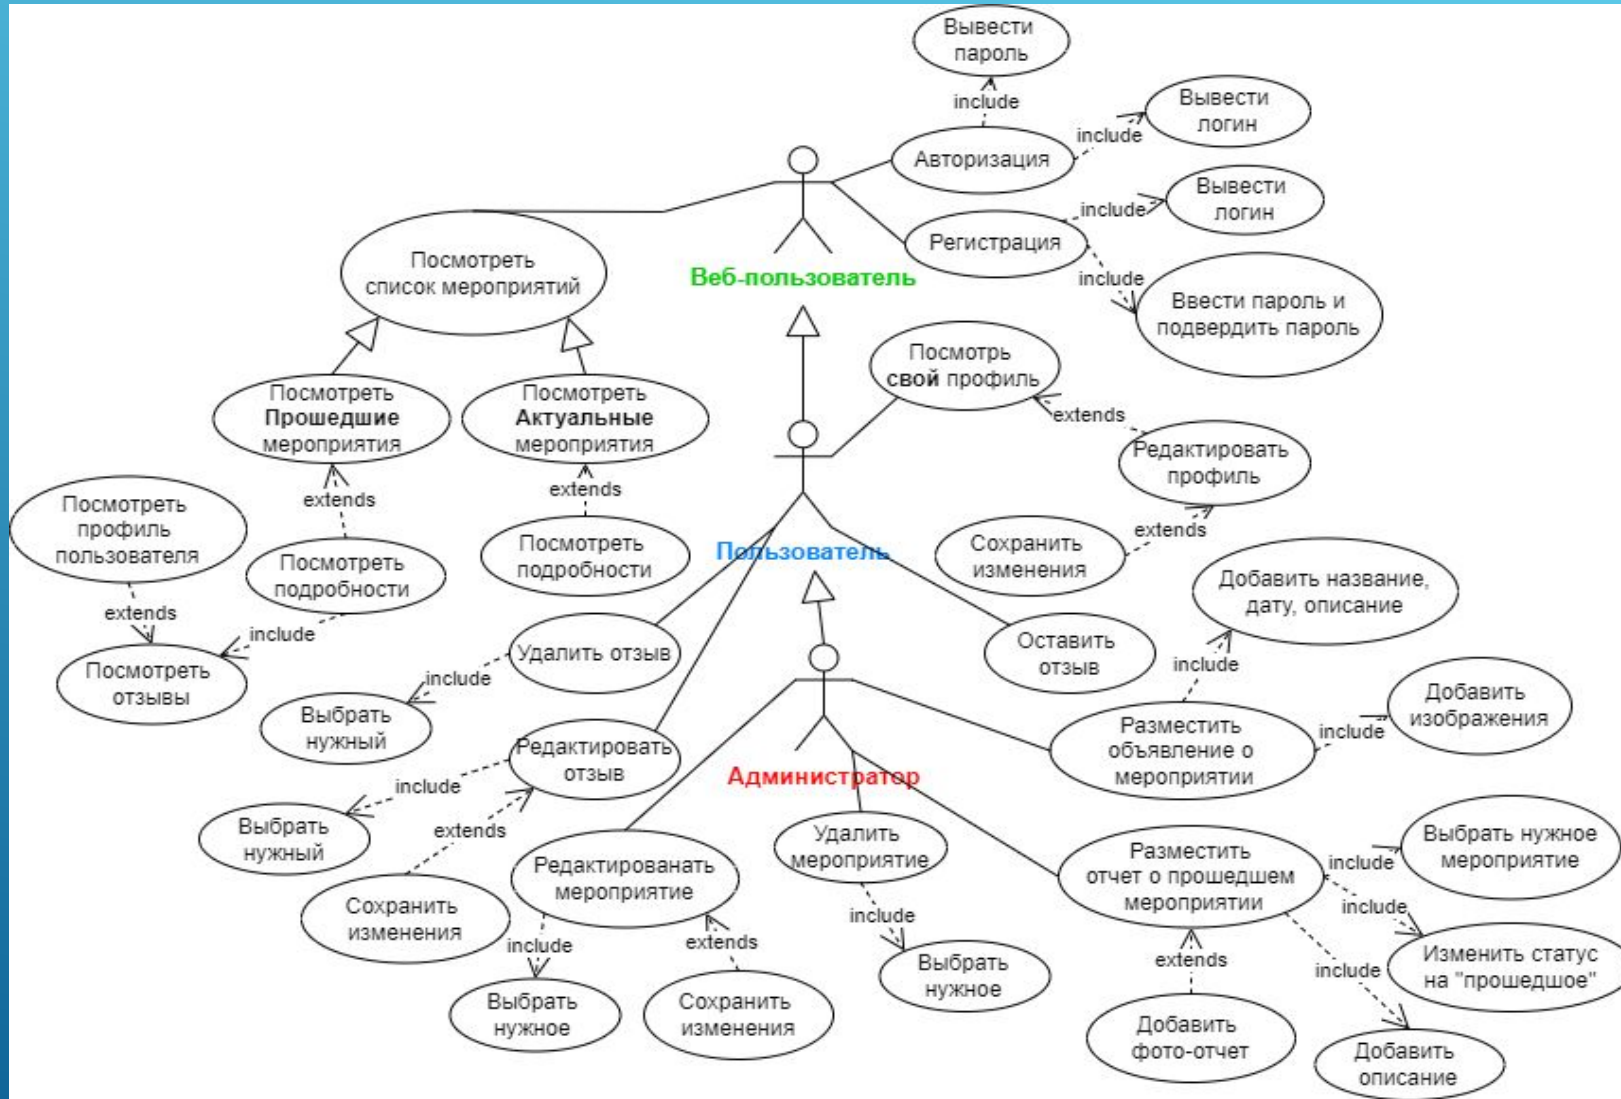 Вывести
пароль
include
Вывести
логин
include
Авторизация
Вывести
логин
include
Регистрация
include
Ввести пароль и
подвердить пароль
Веб-пользователь
Посмотреть
список мероприятий
Посмотрь
свой профиль
Посмотреть
Прошедшие
мероприятия
Посмотреть
Актуальные
мероприятия
extends
Редактировать
профиль
extends
extends
extends
Посмотреть
профиль
пользователя
Посмотреть
подробности
Посмотреть
подробности
Пользователь
Сохранить
изменения
Добавить название,
дату, описание
extends
include
Посмотреть
отзывы
Удалить отзыв
include
Выбрать
нужный
Оставить
отзыв
include
Добавить
изображения
include
Разместить
объявление о
мероприятии
Редактировать
отзыв
include
Администратор
Выбрать
нужный
extends
Сохранить
изменения
Редактированать
мероприятие
include
Выбрать
нужное
extends
Сохранить
изменения
Удалить
мероприятие
include
Выбрать
нужное
Разместить
отчет о прошедшем
мероприятии
include
Выбрать нужное
мероприятие
include
Изменить статус
на "прошедшое"
extends
include
Добавить
фото-отчет
Добавить
описание